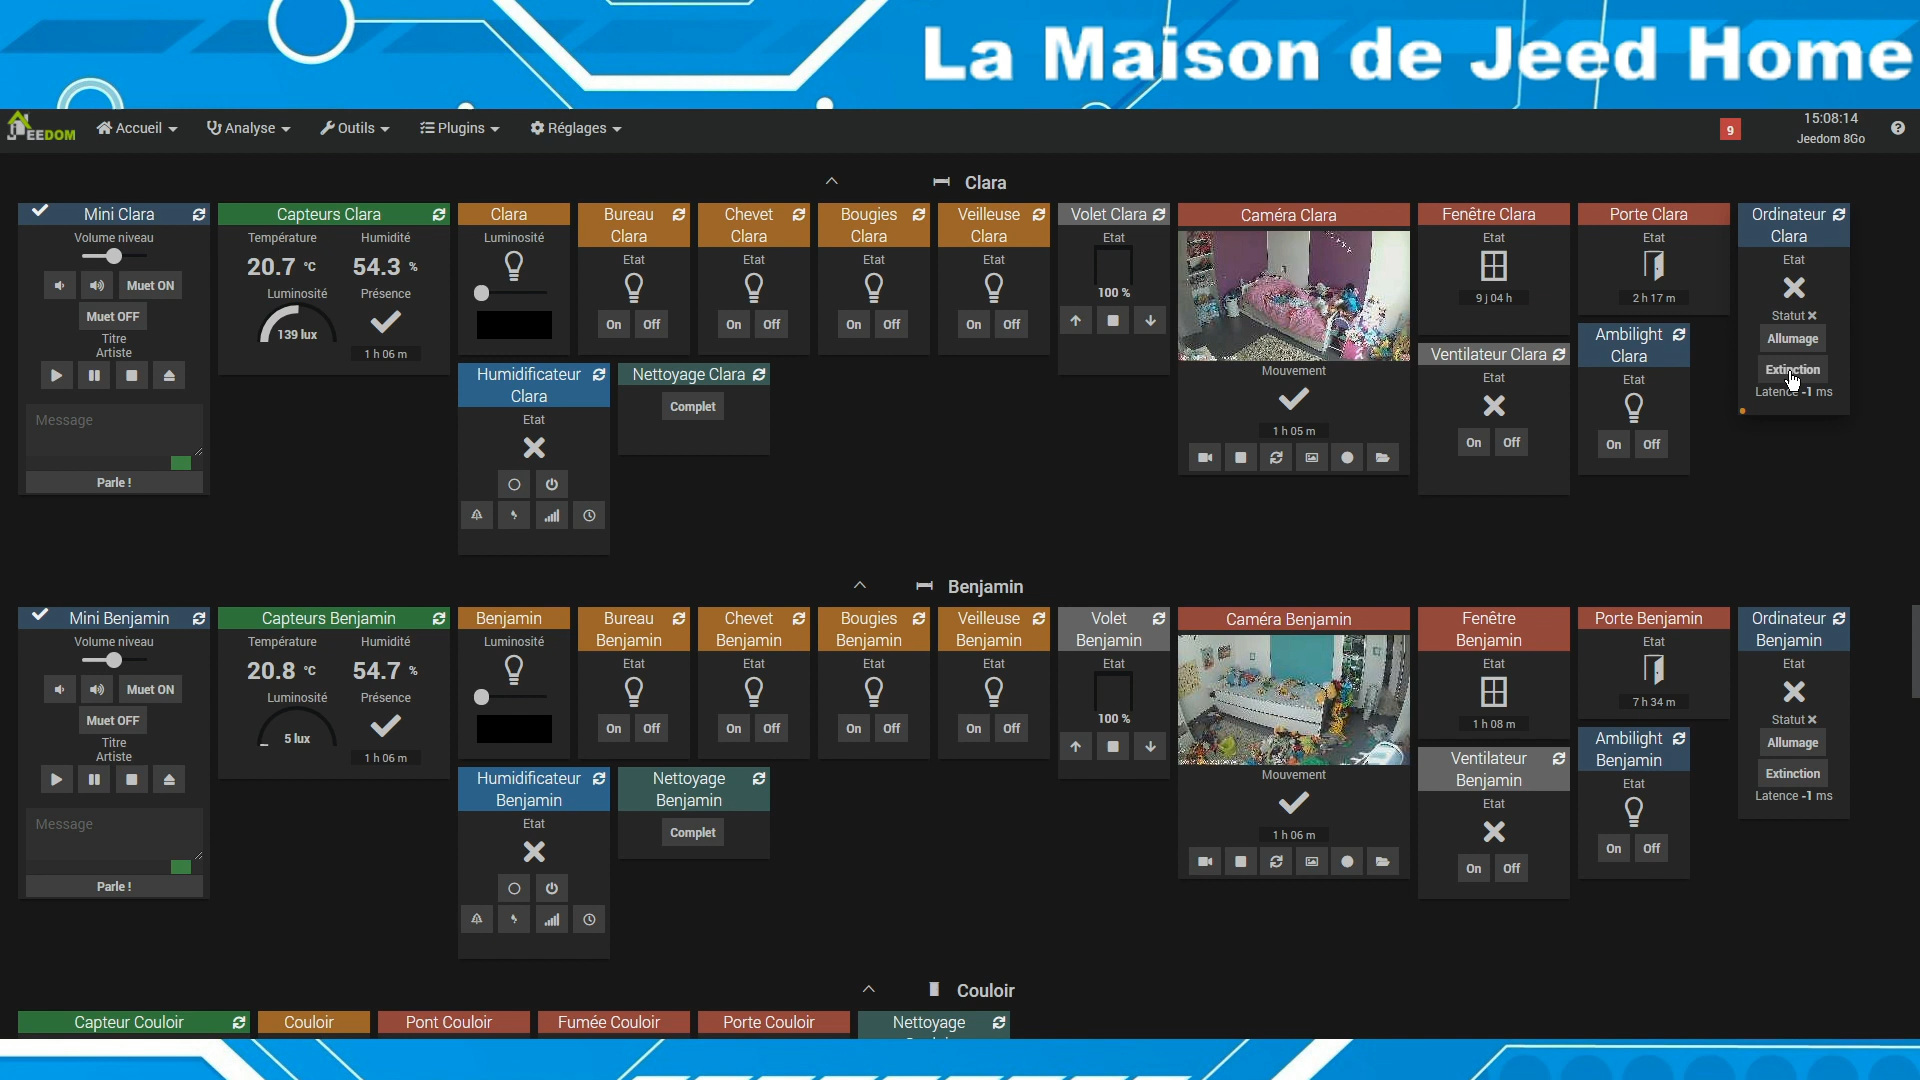 La Maison de Jeed Home
JEEDOM
Accueil
Analyse
Outils
Plugins
Réglages
9
15:08:14
Jeedom 8Go
Clara
Mini Clara
Volume niveau
Muet ON
Muet OFF
Titre
Artiste
Message
Parle !
Capteurs Clara
Température Humidité
20.7 °C 54.3 %
Luminosité Présence
139 lux
1 h 06 m
Clara
Luminosité
Bureau
Clara
Etat
On Off
Chevet
Clara
Etat
On Off
Bougies
Clara
Etat
On Off
Veilleuse
Clara
Etat
On Off
Volet Clara
Etat
100 %
Caméra Clara
Mouvement
1 h 05 m
Fenêtre Clara
Etat
9 j 04 h
Porte Clara
Etat
2 h 17 m
Ordinateur
Clara
Etat
Statut
Allumage
Extinction
Latence -1 ms
Humidificateur
Clara
Etat
Nettoyage Clara
Complet
Ventilateur Clara
Etat
On Off
Ambilight
Clara
Etat
On Off
Benjamin
Mini Benjamin
Volume niveau
Muet ON
Muet OFF
Titre
Artiste
Message
Parle !
Capteurs Benjamin
Température Humidité
20.8 °C 54.7 %
Luminosité Présence
5 lux
1 h 06 m
Benjamin
Luminosité
Bureau
Benjamin
Etat
On Off
Chevet
Benjamin
Etat
On Off
Bougies
Benjamin
Etat
On Off
Veilleuse
Benjamin
Etat
On Off
Volet
Benjamin
Etat
100 %
Caméra Benjamin
Mouvement
1 h 06 m
Fenêtre
Benjamin
Etat
1 h 08 m
Porte Benjamin
Etat
7 h 34 m
Ordinateur
Benjamin
Etat
Statut
Allumage
Extinction
Latence -1 ms
Humidificateur
Benjamin
Etat
Nettoyage
Benjamin
Complet
Ventilateur
Benjamin
Etat
On Off
Ambilight
Benjamin
Etat
On Off
Couloir
Capteur Couloir
Couloir
Pont Couloir
Fumée Couloir
Porte Couloir
Nettoyage